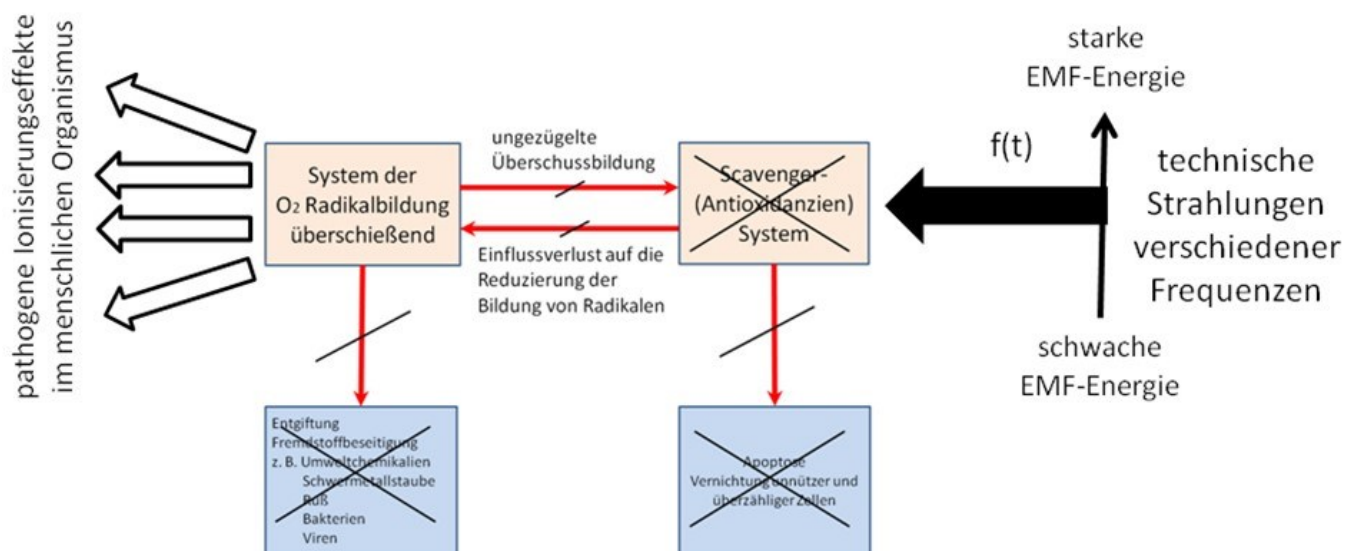 pathogene Ionisierungseffekte
im menschlichen Organismus
System der
O₂ Radikalbildung
überschießend
ungezügelte
Überschussbildung
Einflussverlust auf die
Reduzierung der
Bildung von Radikalen
Scavenger-
(Antioxidanzien)
System
f(t)
starke
EMF-Energie
technische
Strahlungen
verschiedener
Frequenzen
schwache
EMF-Energie
Entgiftung
Fremdstoffbeseitigung
z. B. Umweltchemikalien
Schwermetallstaube
Ruß
Bakterien
Viren
Apoptose
Vernichtung unnützer und
überzähliger Zellen